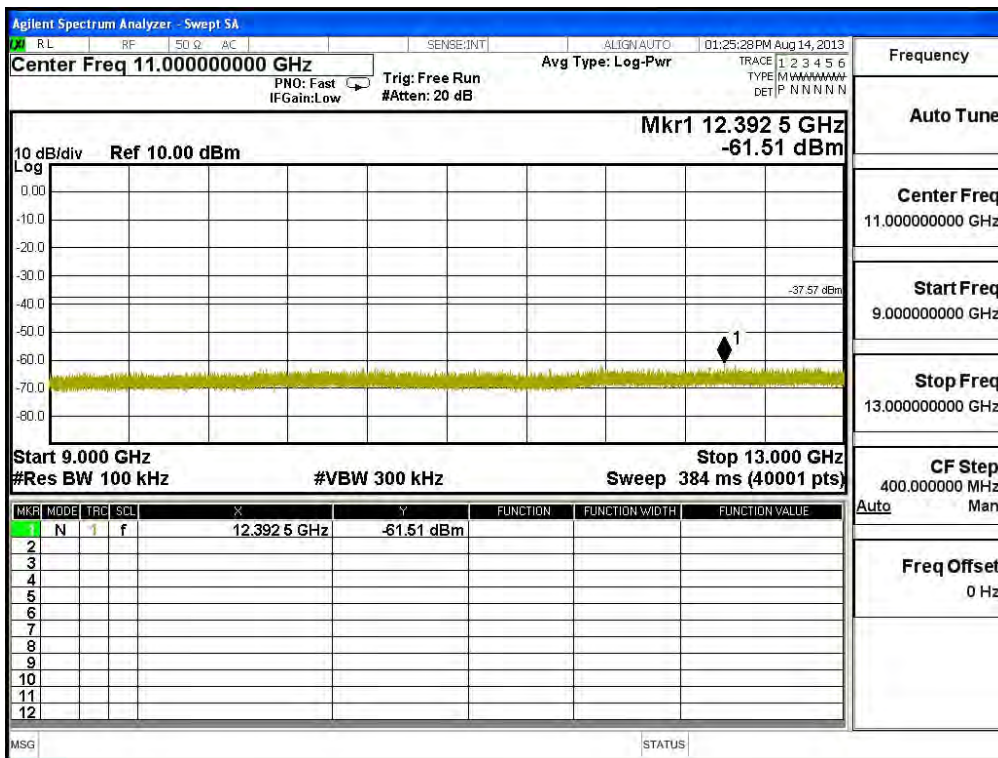 Agilent Spectrum Analyzer - Swept SA
RL RF 50 Ω AC SENSE:INT ALIGN AUTO 01:25:28 PM Aug 14, 2013
Center Freq 11.000000000 GHz
PNO: Fast
IFGain:Low
Trig: Free Run
#Atten: 20 dB
Avg Type: Log-Pwr
TRACE 1 2 3 4 5 6
TYPE M
DET P N N N N N
Mkr1 12.392 5 GHz
-61.51 dBm
10 dB/div Ref 10.00 dBm
Log
0.00
-10.0
-20.0
-30.0
-37.57 dBm
-40.0
-50.0
1
-60.0
-70.0
-80.0
Start 9.000 GHz Stop 13.000 GHz
#Res BW 100 kHz #VBW 300 kHz Sweep 384 ms (40001 pts)
MKR MODE TRC SCL X Y FUNCTION FUNCTION WIDTH FUNCTION VALUE
1 N 1 f 12.392 5 GHz -61.51 dBm
2
3
4
5
6
7
8
9
10
11
12
MSG STATUS
Frequency
Auto Tune
Center Freq
11.000000000 GHz
Start Freq
9.000000000 GHz
Stop Freq
13.000000000 GHz
CF Step
400.000000 MHz
Auto Man
Freq Offset
0 Hz